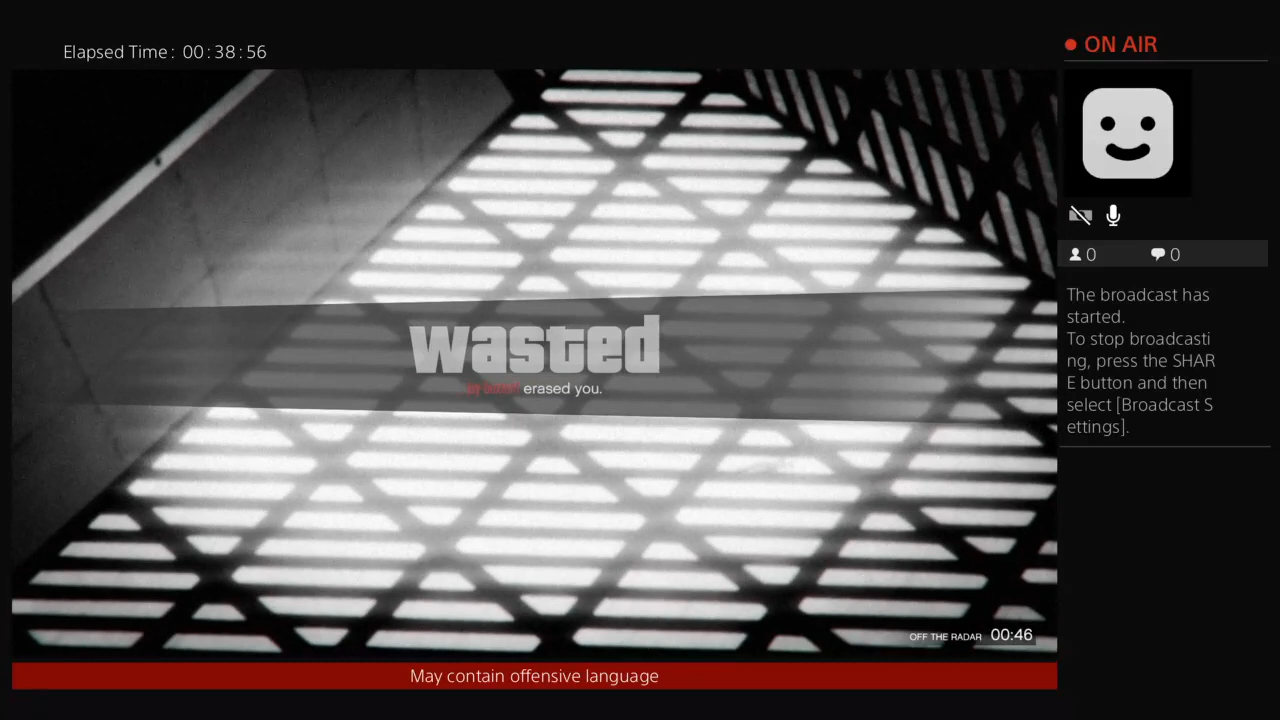 Elapsed Time: 00:38:56
ON AIR
wasted
erased you.
0
0
The broadcast has
started.
To stop broadcasti
ng, press the SHAR
E button and then
select [Broadcast S
ettings].
OFF THE RADAR 00:46
May contain offensive language